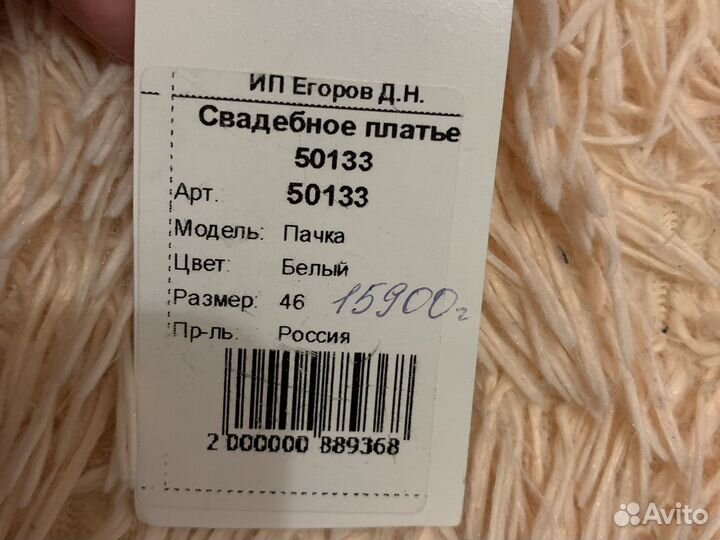 ИП Егоров Д.Н.
Свадебное платье
50133
Арт. 50133
Модель: Пачка
Цвет: Белый
Размер: 46 15900г
Пр-ль: Россия
2 000000 889368
Avito